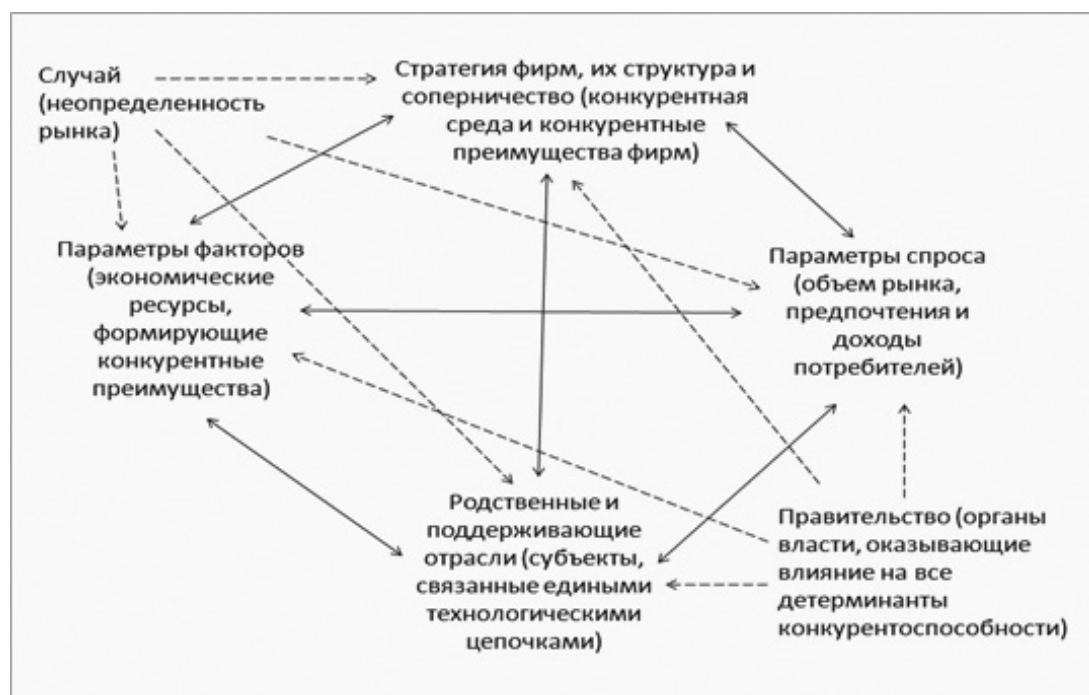 Случай
(неопределенность
рынка)
Стратегия фирм, их структура и
соперничество (конкурентная
среда и конкурентные
преимущества фирм)
Параметры факторов
(экономические
ресурсы,
формирующие
конкурентные
преимущества)
Параметры спроса
(объем рынка,
предпочтения и
доходы
потребителей)
Родственные и
поддерживающие
отрасли (субъекты,
связанные едиными
технологическими
цепочками)
Правительство (органы
власти, оказывающие
влияние на все
детерминанты
конкурентоспособности)